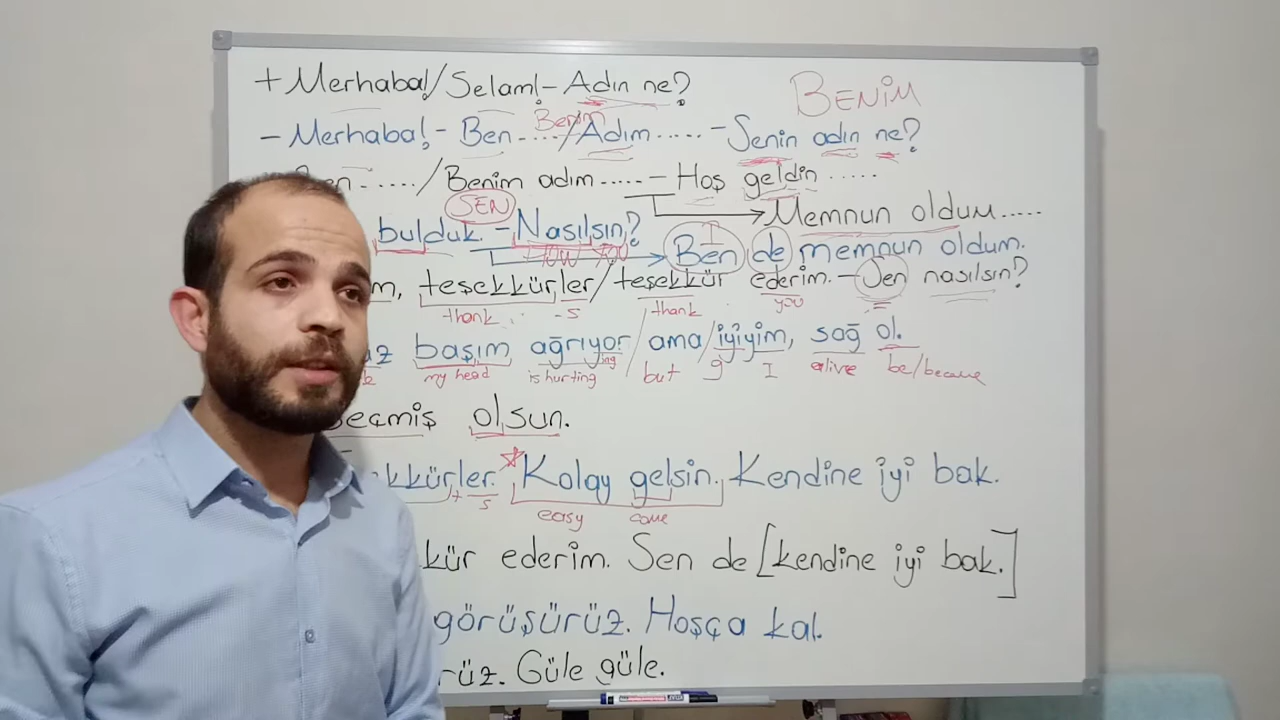 + Merhaba!/Selam! - Adın ne? BENİM
- Merhaba! - Ben ..../Adım ..... - Senin adın ne?
Benim
Ben ...../Benim adım ..... - Hoş geldin .....
SEN
Memnun oldum .....
bulduk. - Nasılsın?
HOW YOU
I
Ben de memnun oldum.
teşekkürler/teşekkür ederim. - Sen nasılsın?
thank -s thank you
başım ağrıyor/ama/iyiyim, sağ ol.
ing
my head is hurting but g I alive be/became
Geçmiş olsun.
Kolay gelsin. Kendine iyi bak.
+ s easy come
kür ederim. Sen de [kendine iyi bak.]
görüşürüz. Hoşça kal.
rüz. Güle güle.